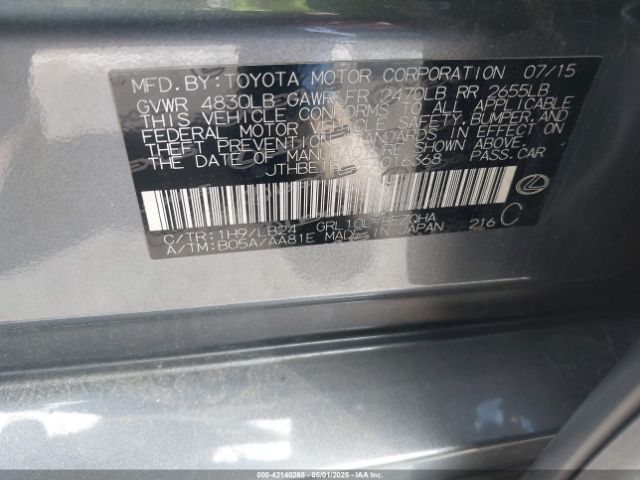 MFD.BY:TOYOTA MOTOR CORPORATION 07/15
GVWR 4830LB GAWR FR 2470LB RR 2655LB
THIS VEHICLE CONFORMS TO ALL APPLICABLE
FEDERAL MOTOR VEHICLE SAFETY, BUMPER, AND
THEFT PREVENTION STANDARDS IN EFFECT ON
THE DATE OF MANUFACTURE SHOWN ABOVE.
PASS.CAR
C/TR:1H9/LB24
A/TM:B05A/AA81E MADE IN JAPAN 216 C
000-42140268 - 05/01/2025 - IAAI.COM